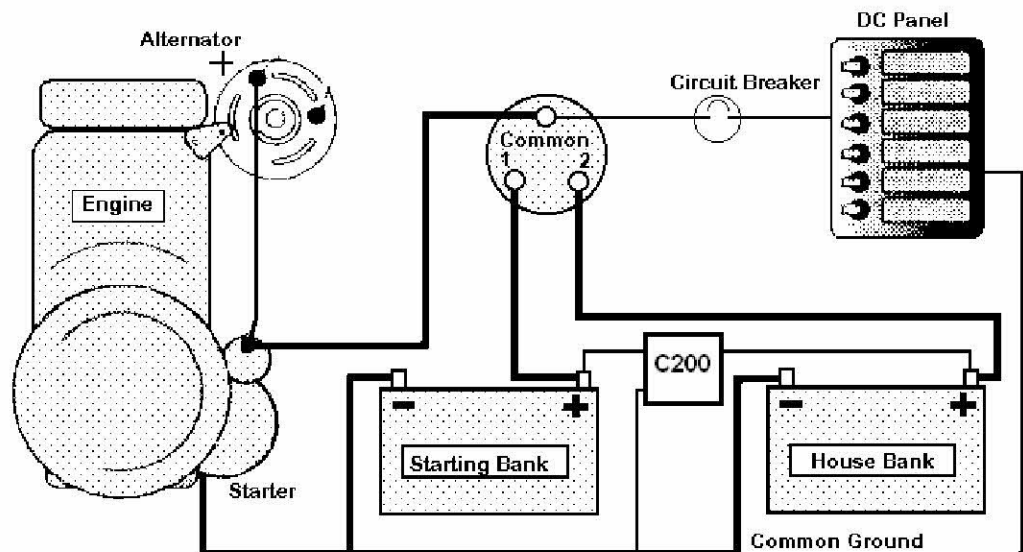 DC Panel
Alternator
+
Circuit Breaker
Common
1 2
Engine
C200
- +
- +
Starting Bank
House Bank
Starter
Common Ground